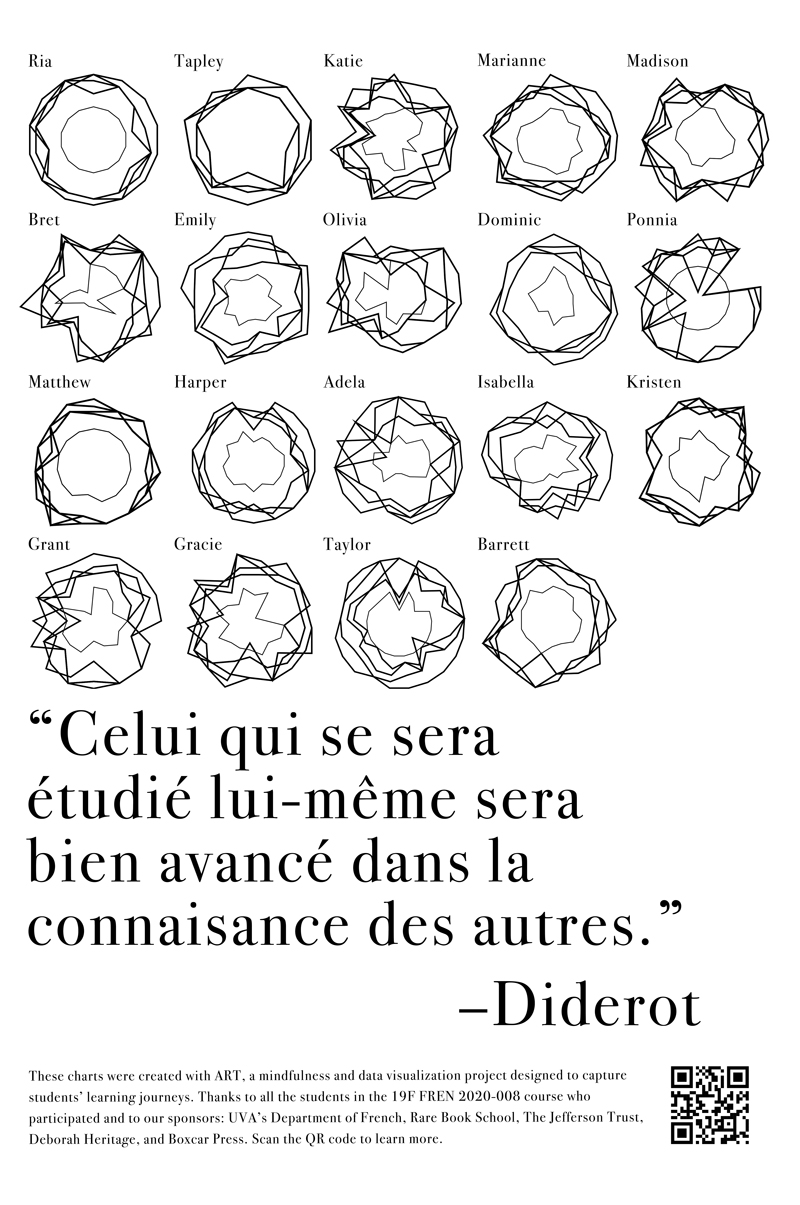 Ria Tapley Katie Marianne Madison
Bret Emily Olivia Dominic Ponnia
Matthew Harper Adela Isabella Kristen
Grant Gracie Taylor Barrett
“Celui qui se sera
étudié lui-même sera
bien avancé dans la
connaisance des autres.”
–Diderot
These charts were created with ART, a mindfulness and data visualization project designed to capture
students’ learning journeys. Thanks to all the students in the 19F FREN 2020-008 course who
participated and to our sponsors: UVA’s Department of French, Rare Book School, The Jefferson Trust,
Deborah Heritage, and Boxcar Press. Scan the QR code to learn more.